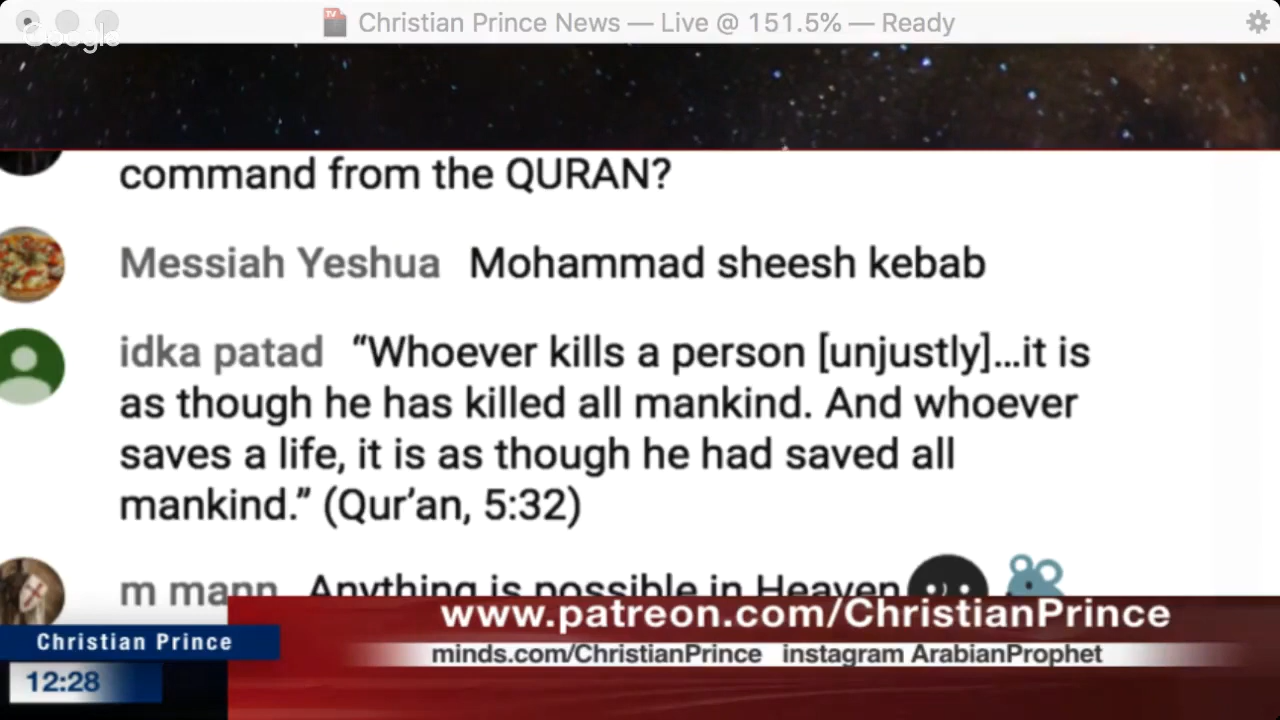 Christian Prince News — Live @ 151.5% — Ready
Google
command from the QURAN?
Messiah Yeshua Mohammad sheesh kebab
idka patad “Whoever kills a person [unjustly]...it is
as though he has killed all mankind. And whoever
saves a life, it is as though he had saved all
mankind.” (Qur’an, 5:32)
m mann Anything is possible in Heaven
www.patreon.com/ChristianPrince
Christian Prince
minds.com/ChristianPrince instagram ArabianProphet
12:28